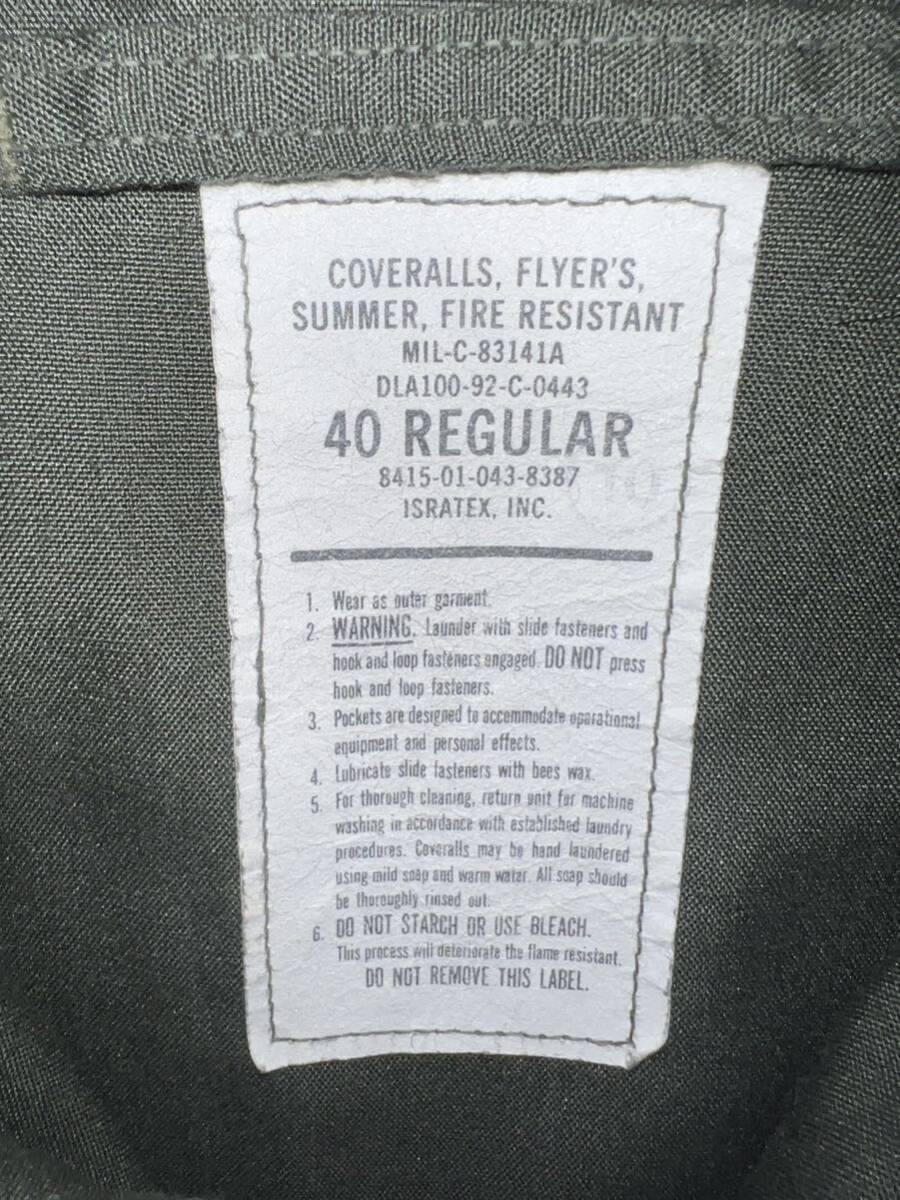 COVERALLS, FLYER'S,
SUMMER, FIRE RESISTANT
MIL-C-83141A
DLA100-92-C-0443
40 REGULAR
8415-01-043-8387
ISRATEX, INC.
1. Wear as outer garment.
2. WARNING. Launder with slide fasteners and
hook and loop fasteners engaged. DO NOT press
hook and loop fasteners.
3. Pockets are designed to accommodate operational
equipment and personal effects.
4. Lubricate slide fasteners with bees wax.
5. For thorough cleaning, return unit for machine
washing in accordance with established laundry
procedures. Coveralls may be hand laundered
using mild soap and warm water. All soap should
be thoroughly rinsed out.
6. DO NOT STARCH OR USE BLEACH.
This process will deteriorate the flame resistant.
DO NOT REMOVE THIS LABEL.